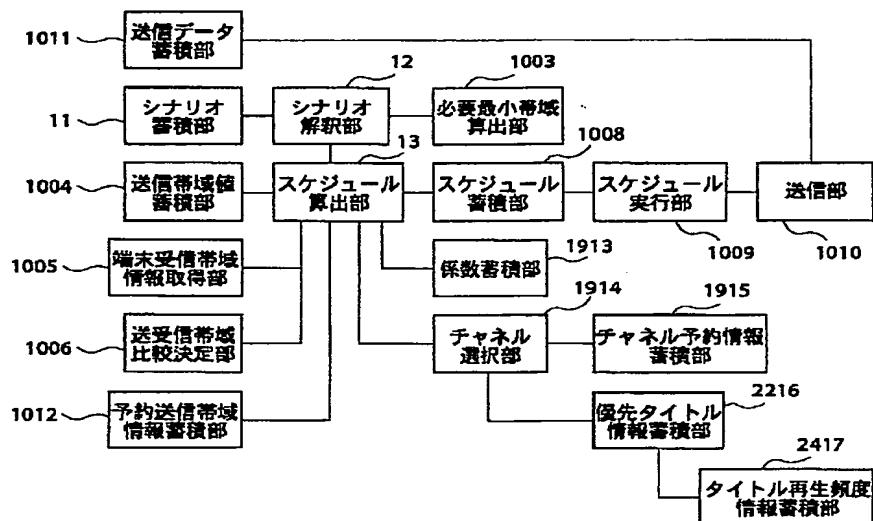 1011
送信データ
蓄積部
12
1003
11
シナリオ
蓄積部
シナリオ
解釈部
必要最小帯域
算出部
13
1008
1004
送信帯域値
蓄積部
スケジュール
算出部
スケジュール
蓄積部
スケジュール
実行部
送信部
1009
1010
1005
端末受信帯域
情報取得部
1913
係数蓄積部
1914
1915
1006
送受信帯域
比較決定部
チャネル
選択部
チャネル予約情報
蓄積部
1012
予約送信帯域
情報蓄積部
2216
優先タイトル
情報蓄積部
2417
タイトル再生頻度
情報蓄積部